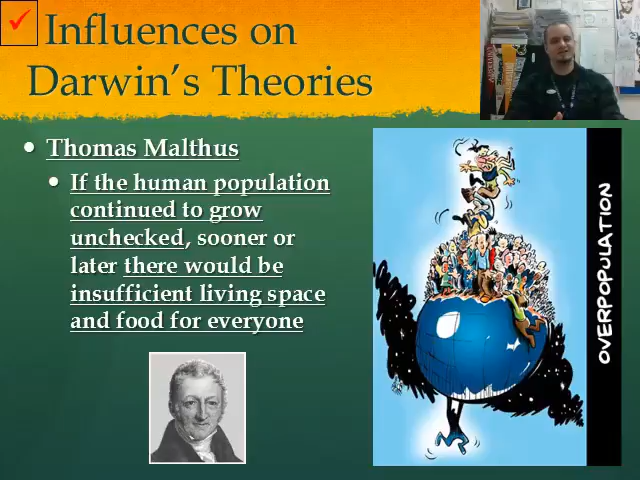 Influences on
Darwin's Theories
Thomas Malthus
If the human population
continued to grow
unchecked, sooner or
later there would be
insufficient living space
and food for everyone
OVERPOPULATION